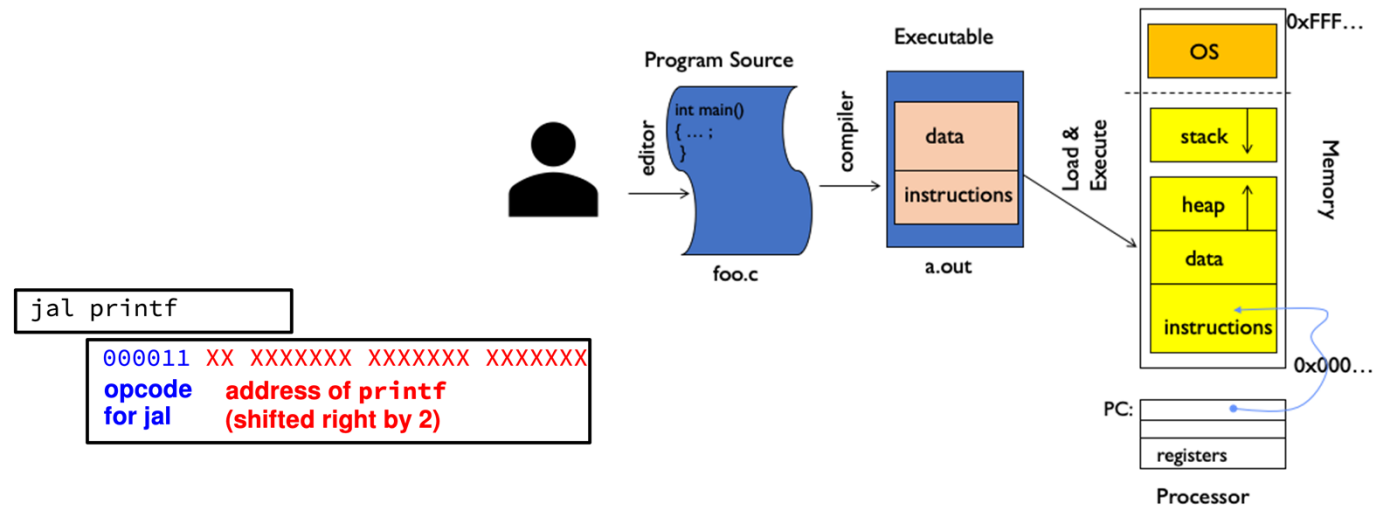 Program Source
int main()
{ ... ;
}
foo.c
editor
compiler
Executable
data
instructions
a.out
Load &
Execute
0xFFF...
OS
stack
heap
data
instructions
0x000...
Memory
PC:
registers
Processor
jal printf
000011 XX XXXXXXX XXXXXXX XXXXXXX
opcode
for jal
address of printf
(shifted right by 2)